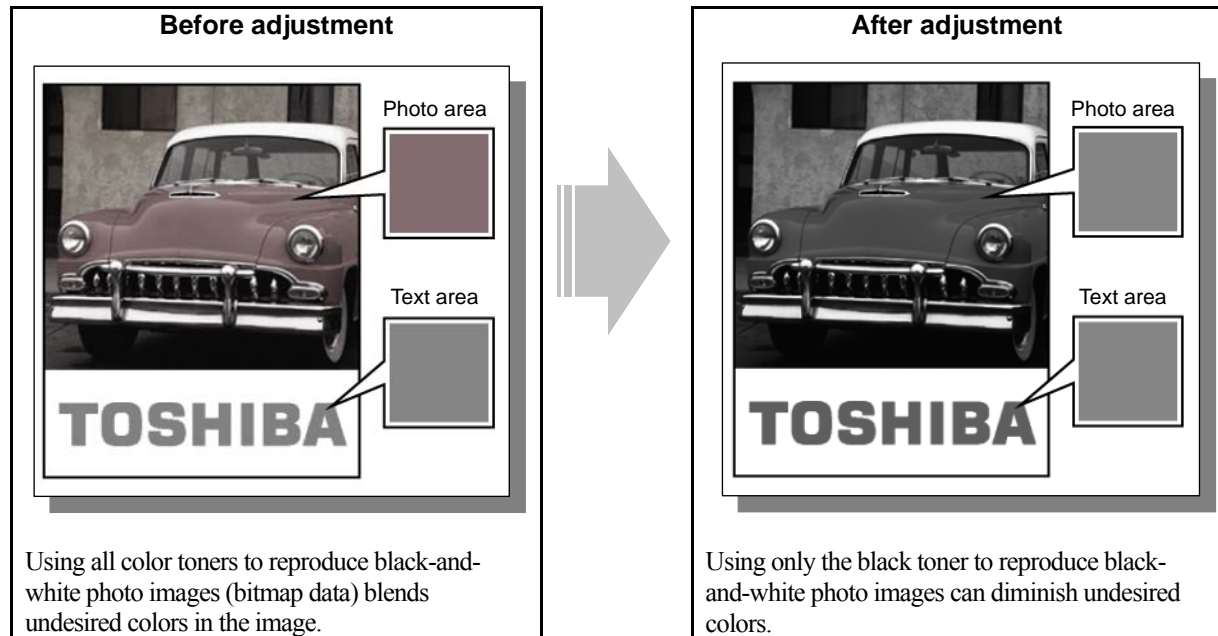 Before adjustment
Photo area
Text area
TOSHIBA
Using all color toners to reproduce black-and-
white photo images (bitmap data) blends
undesired colors in the image.
After adjustment
Photo area
Text area
TOSHIBA
Using only the black toner to reproduce black-
and-white photo images can diminish undesired
colors.